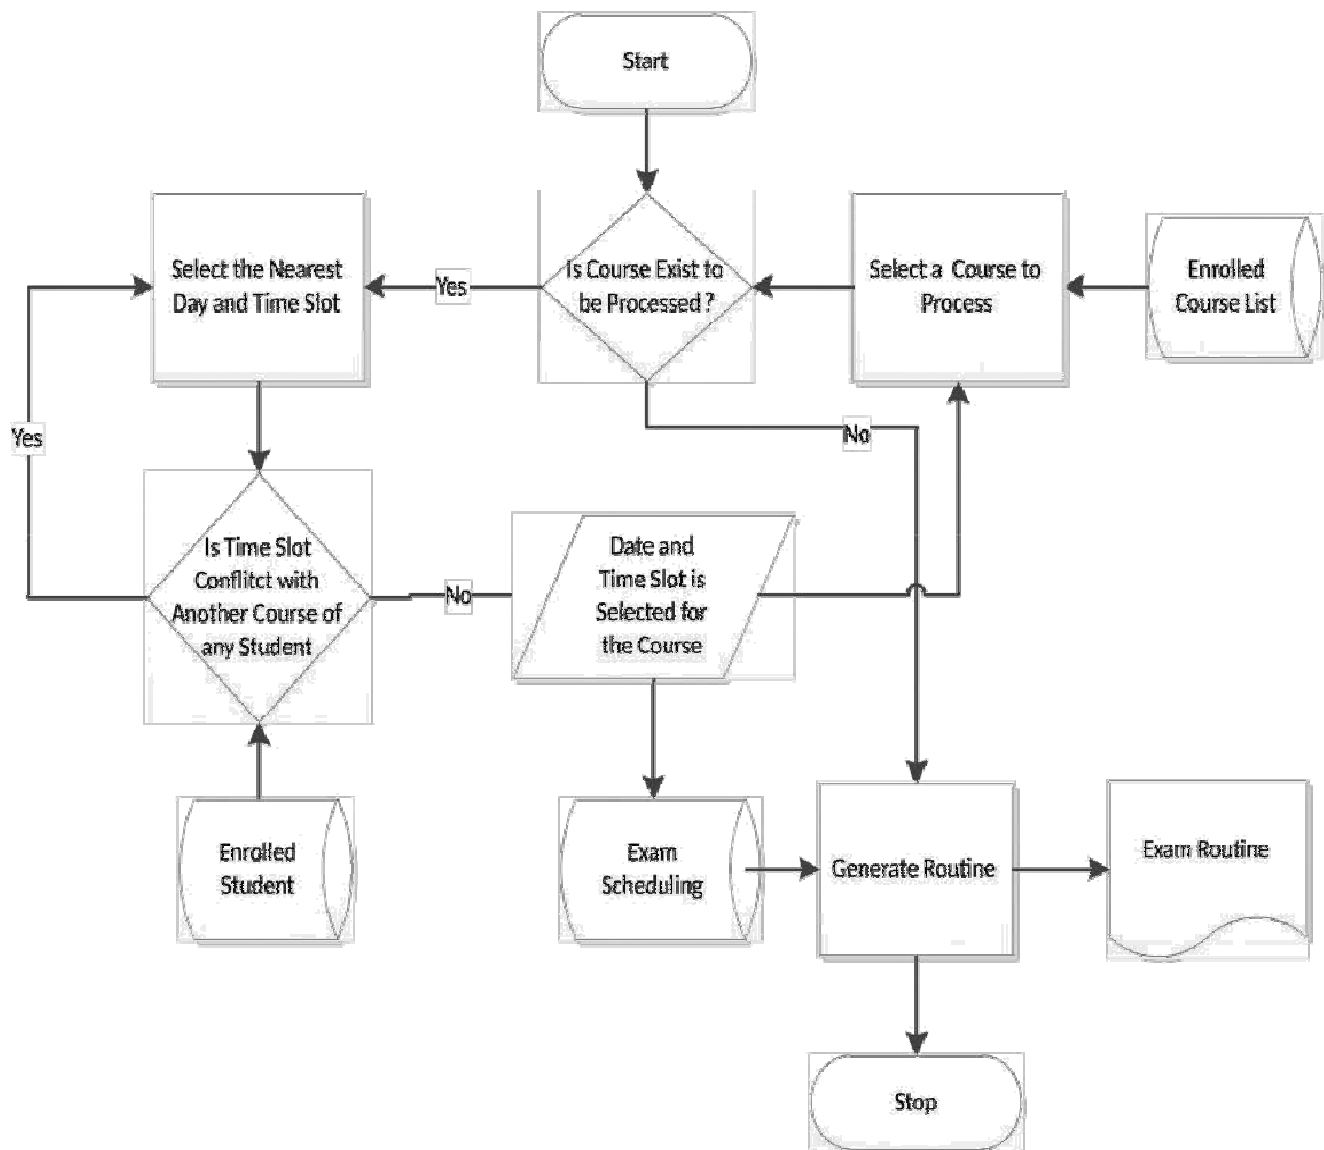 Start
Select the Nearest
Day and Time Slot
Yes
Is Course Exist to
be Processed ?
Select a Course to
Process
Enrolled
Course List
Yes
No
Is Time Slot
Conflitct with
Another Course of
any Student
No
Date and
Time Slot is
Selected for
the Course
Enrolled
Student
Exam
Scheduling
Generate Routine
Exam Routine
Stop